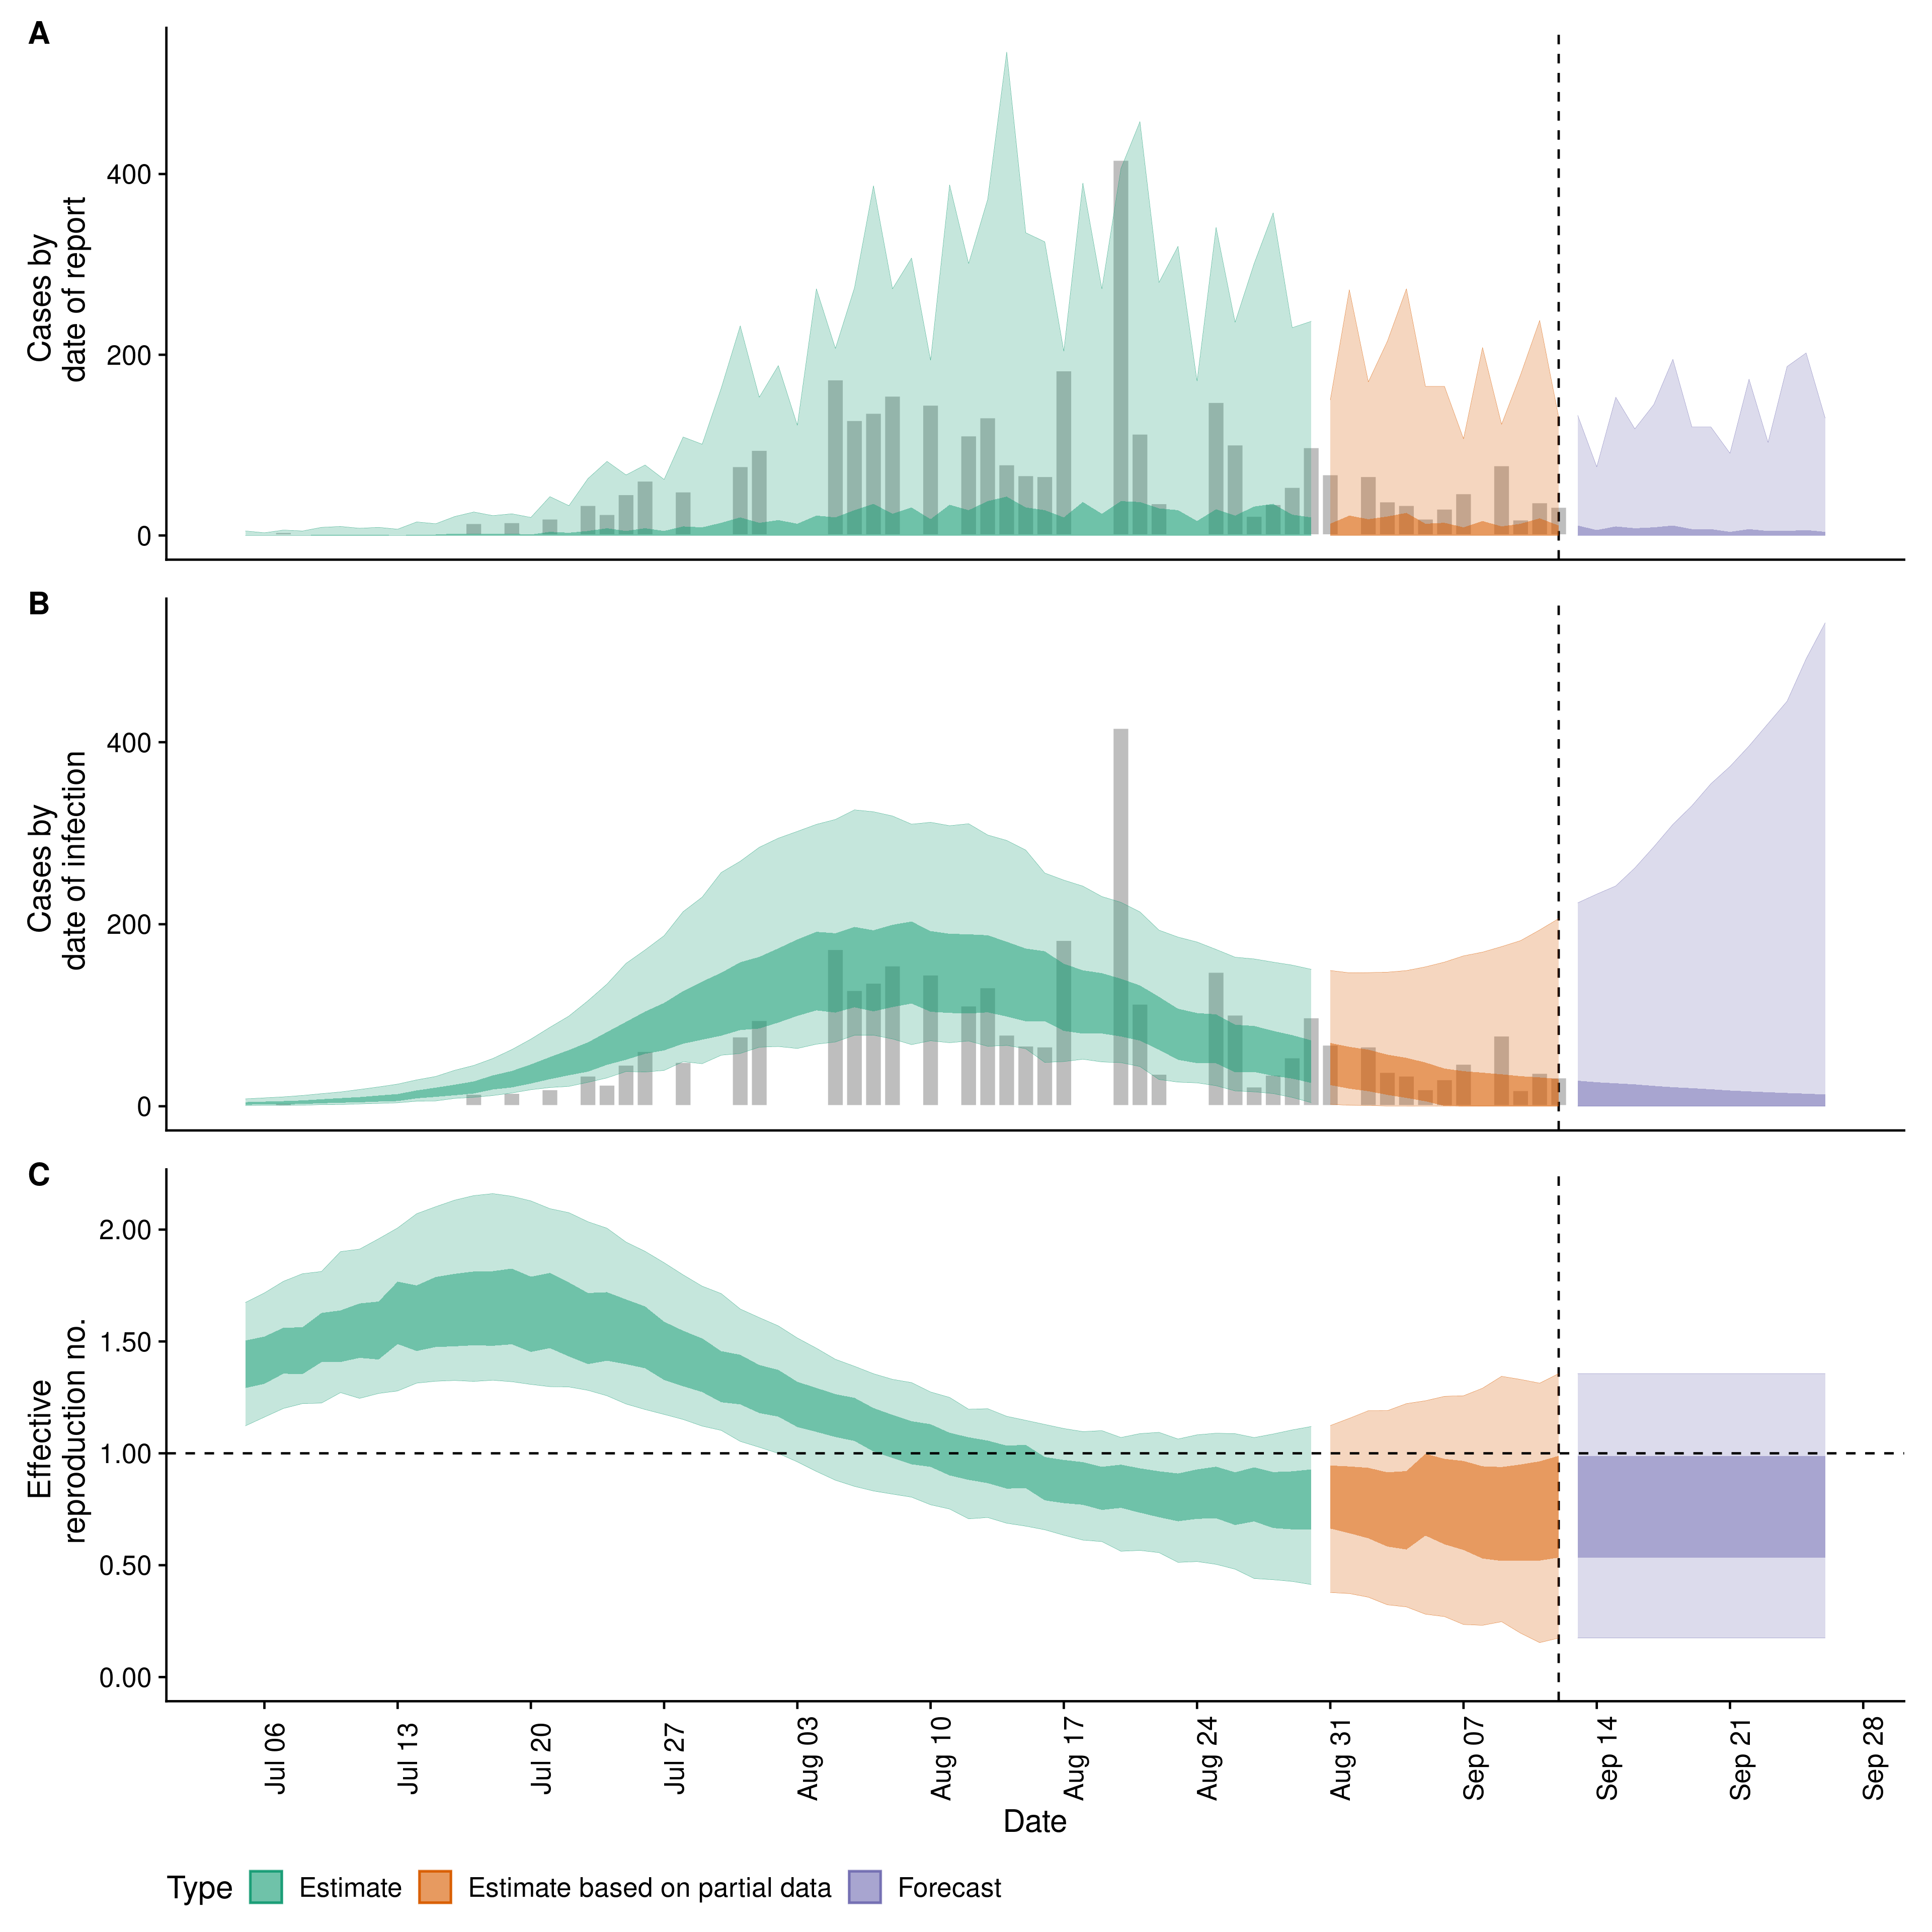 A
Cases by
date of report
400
200
0
B
Cases by
date of infection
400
200
0
C
Effective
reproduction no.
2.00
1.50
1.00
0.50
0.00
Jul 06
Jul 13
Jul 20
Jul 27
Aug 03
Aug 10
Aug 17
Aug 24
Aug 31
Sep 07
Sep 14
Sep 21
Sep 28
Date
Type Estimate Estimate based on partial data Forecast